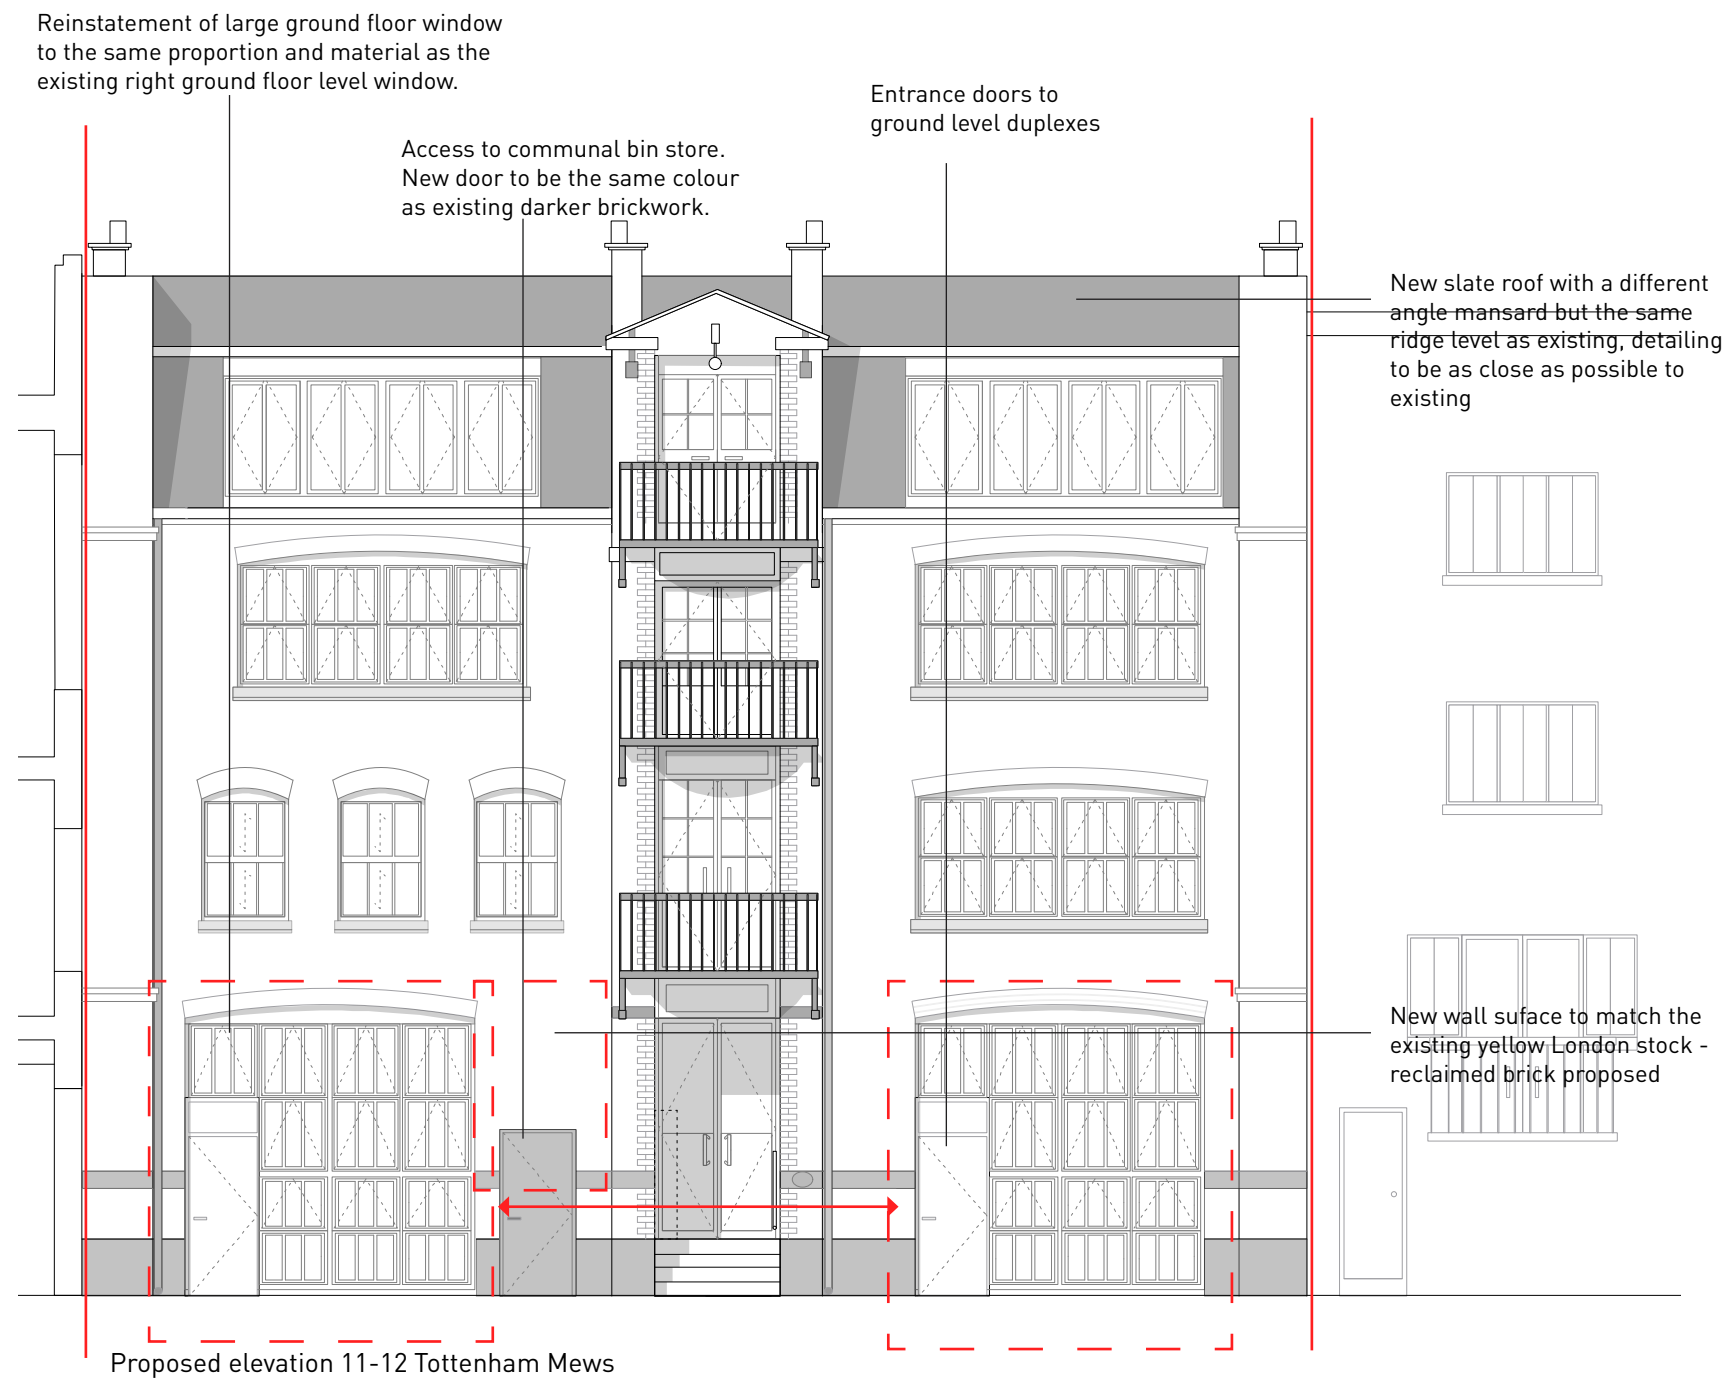 Reinstatement of large ground floor window
to the same proportion and material as the
existing right ground floor level window.
Entrance doors to
ground level duplexes
Access to communal bin store.
New door to be the same colour
as existing darker brickwork.
New slate roof with a different
angle mansard but the same
ridge level as existing, detailing
to be as close as possible to
existing
New wall suface to match the
existing yellow London stock -
reclaimed brick proposed
Proposed elevation 11-12 Tottenham Mews